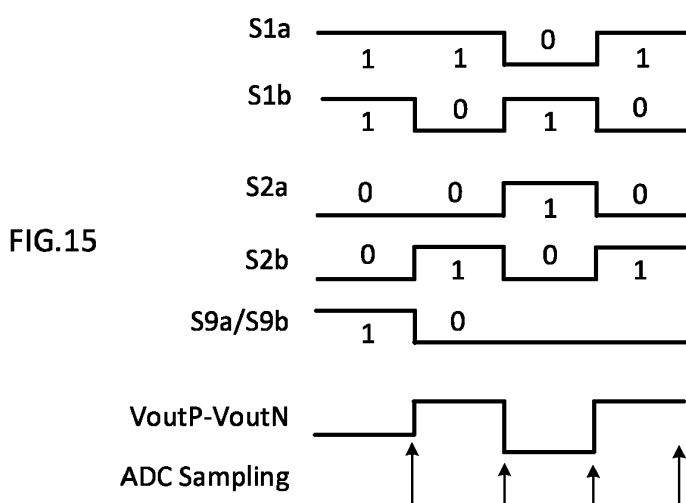 S1a 1 1 0 1
S1b 1 0 1 0
S2a 0 0 1 0
FIG.15
S2b 0 1 0 1
S9a/S9b 1 0
VoutP-VoutN
ADC Sampling